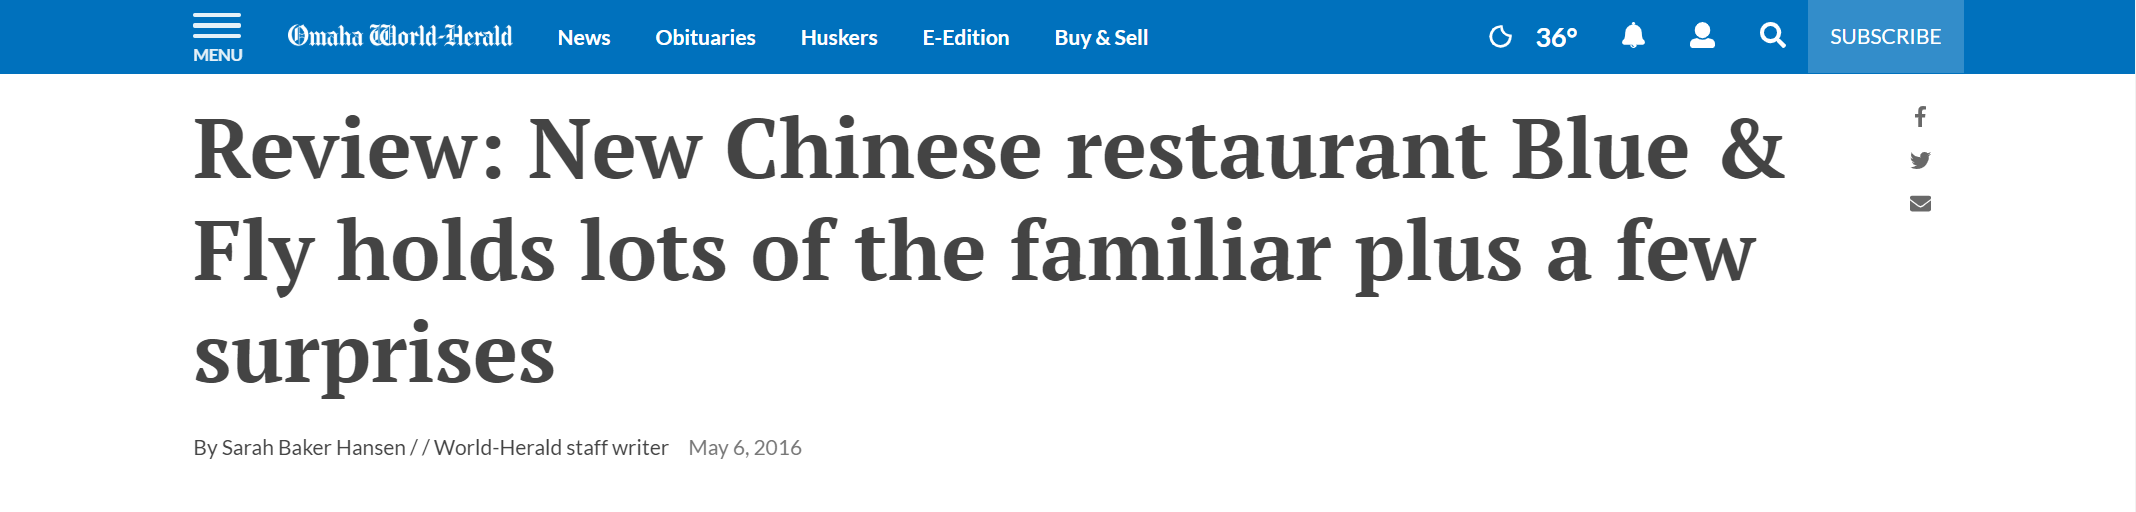 MENU
Omaha World-Herald
News
Obituaries
Huskers
E-Edition
Buy & Sell
36°
SUBSCRIBE
Review: New Chinese restaurant Blue &
Fly holds lots of the familiar plus a few
surprises
By Sarah Baker Hansen / / World-Herald staff writer May 6, 2016